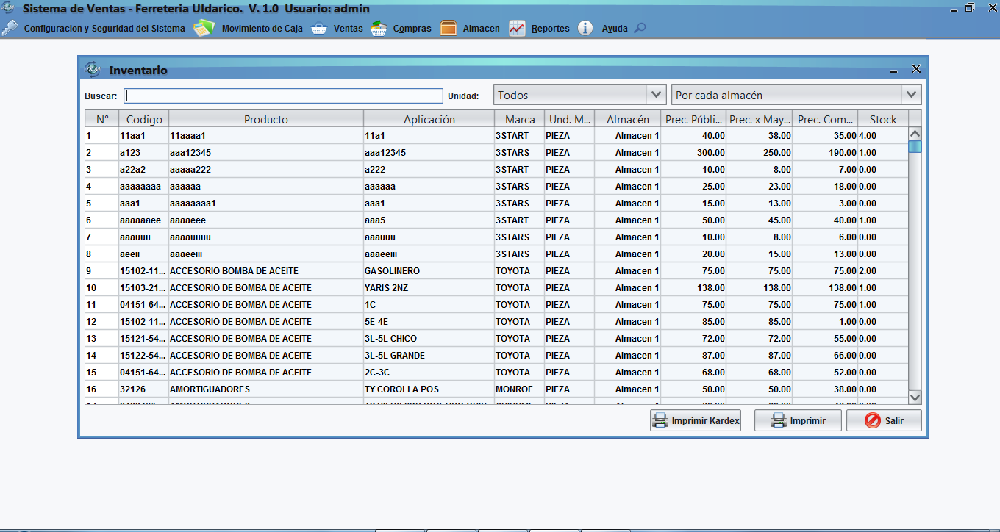 Sistema de Ventas - Ferreteria Uldarico. V. 1.0 Usuario: admin
Configuracion y Seguridad del Sistema Movimiento de Caja Ventas Compras Almacen Reportes Ayuda
Inventario
Buscar: Unidad: Todos Por cada almacén
N° Codigo Producto Aplicación Marca Und. M... Almacén Prec. Públi... Prec. x May... Prec. Com... Stock
1 11aa1 11aaaa1 11a1 3START PIEZA Almacen 1 40.00 38.00 35.00 4.00
2 a123 aaa12345 aaa12345 3STARS PIEZA Almacen 1 300.00 250.00 190.00 1.00
3 a22a2 aaaaa222 a222 3STARS PIEZA Almacen 1 10.00 8.00 7.00 0.00
4 aaaaaaaa aaaaaa aaaaaa 3STARS PIEZA Almacen 1 25.00 23.00 18.00 0.00
5 aaa1 aaaaaaaa1 aaa1 3STARS PIEZA Almacen 1 15.00 13.00 3.00 0.00
6 aaaaaaee aaaaeee aaa5 3START PIEZA Almacen 1 50.00 45.00 40.00 1.00
7 aaauuu aaaauuuu aaauuu 3STARS PIEZA Almacen 1 10.00 8.00 6.00 0.00
8 aeeii aaaeeiii aaaeeiii 3STARS PIEZA Almacen 1 20.00 15.00 13.00 0.00
9 15102-11... ACCESORIO BOMBA DE ACEITE GASOLINERO TOYOTA PIEZA Almacen 1 75.00 75.00 75.00 2.00
10 15103-21... ACCESORIO DE BOMBA DE ACEITE YARIS 2NZ TOYOTA PIEZA Almacen 1 138.00 138.00 138.00 1.00
11 04151-64... ACCESORIO DE BOMBA DE ACEITE 1C TOYOTA PIEZA Almacen 1 75.00 75.00 75.00 1.00
12 15102-11... ACCESORIO DE BOMBA DE ACEITE 5E-4E TOYOTA PIEZA Almacen 1 85.00 85.00 1.00 0.00
13 15121-54... ACCESORIO DE BOMBA DE ACEITE 3L-5L CHICO TOYOTA PIEZA Almacen 1 72.00 72.00 55.00 0.00
14 15122-54... ACCESORIO DE BOMBA DE ACEITE 3L-5L GRANDE TOYOTA PIEZA Almacen 1 87.00 87.00 66.00 0.00
15 04151-64... ACCESORIO DE BOMBA DE ACEITE 2C-3C TOYOTA PIEZA Almacen 1 68.00 68.00 52.00 0.00
16 32126 AMORTIGUADORES TY COROLLA POS MONROE PIEZA Almacen 1 50.00 50.00 38.00 0.00
Imprimir Kardex Imprimir Salir